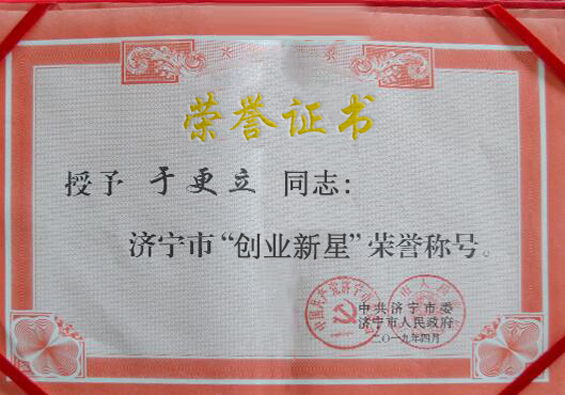 荣誉证书
授予 于更立 同志：
济宁市“创业新星”荣誉称号。
中共济宁市委
济宁市人民政府
二〇一九年四月